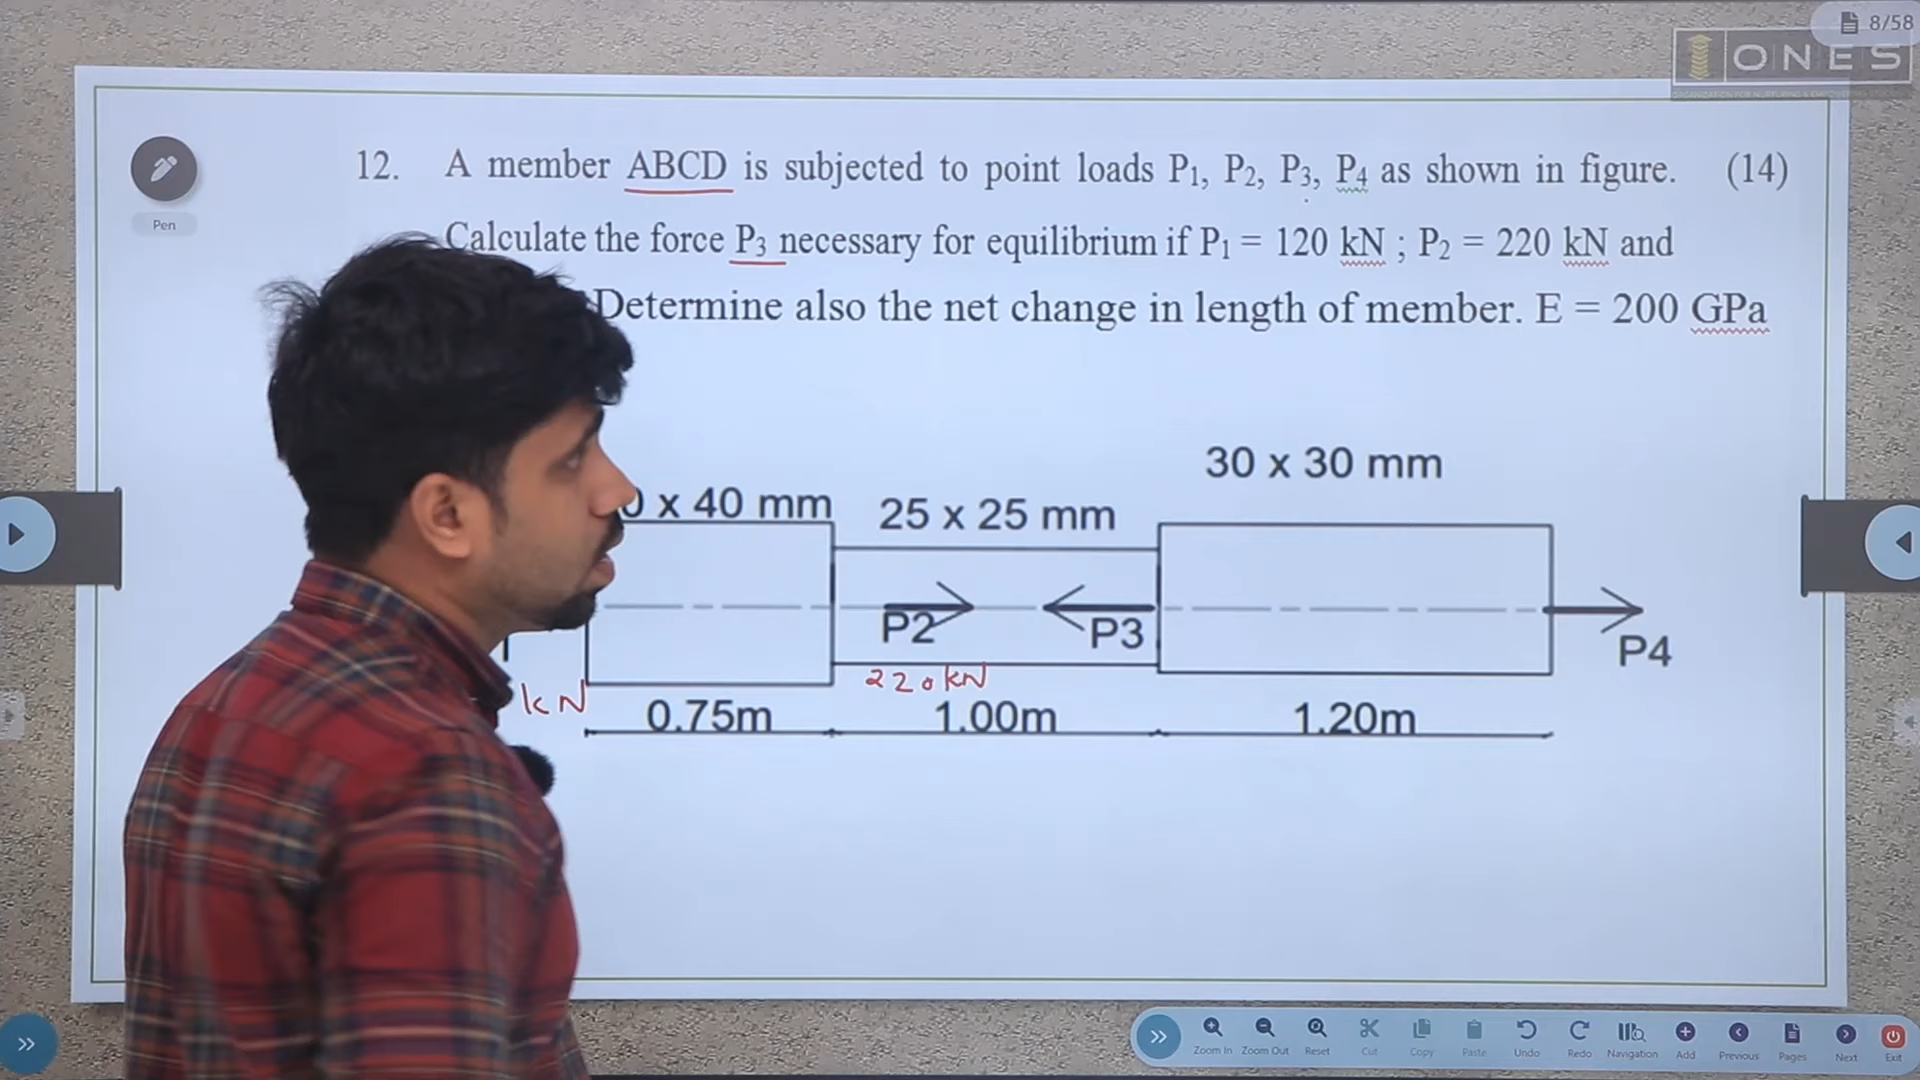 8/58
ONES
Pen
12. A member ABCD is subjected to point loads P1, P2, P3, P4 as shown in figure. (14)
Calculate the force P3 necessary for equilibrium if P1 = 120 kN ; P2 = 220 kN and
Determine also the net change in length of member. E = 200 GPa
30 x 30 mm
x 40 mm
25 x 25 mm
P2
P3
P4
kN
220kN
0.75m
1.00m
1.20m
Zoom In Zoom Out Reset Cut Copy Paste Undo Redo Navigation Add Previous Pages Next Exit